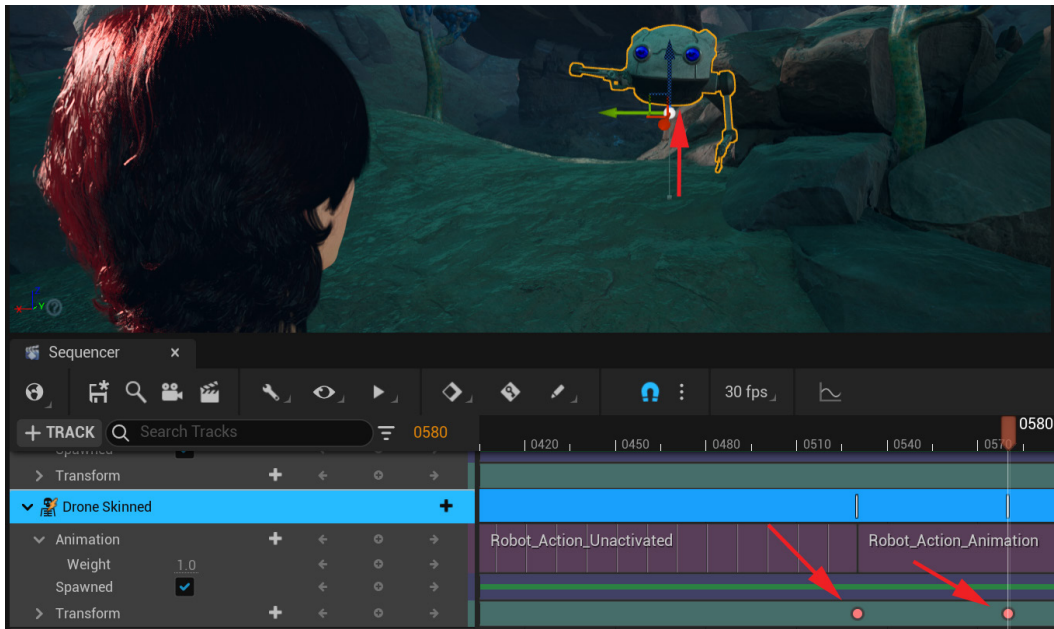 Y
Sequencer ×
30 fps
+ TRACK Search Tracks 0580
0580
0420 0450 0480 0510 0540 0570
Spawned
Transform
Drone Skinned
Animation
Robot_Action_Unactivated Robot_Action_Animation
Weight 1.0
Spawned
Transform